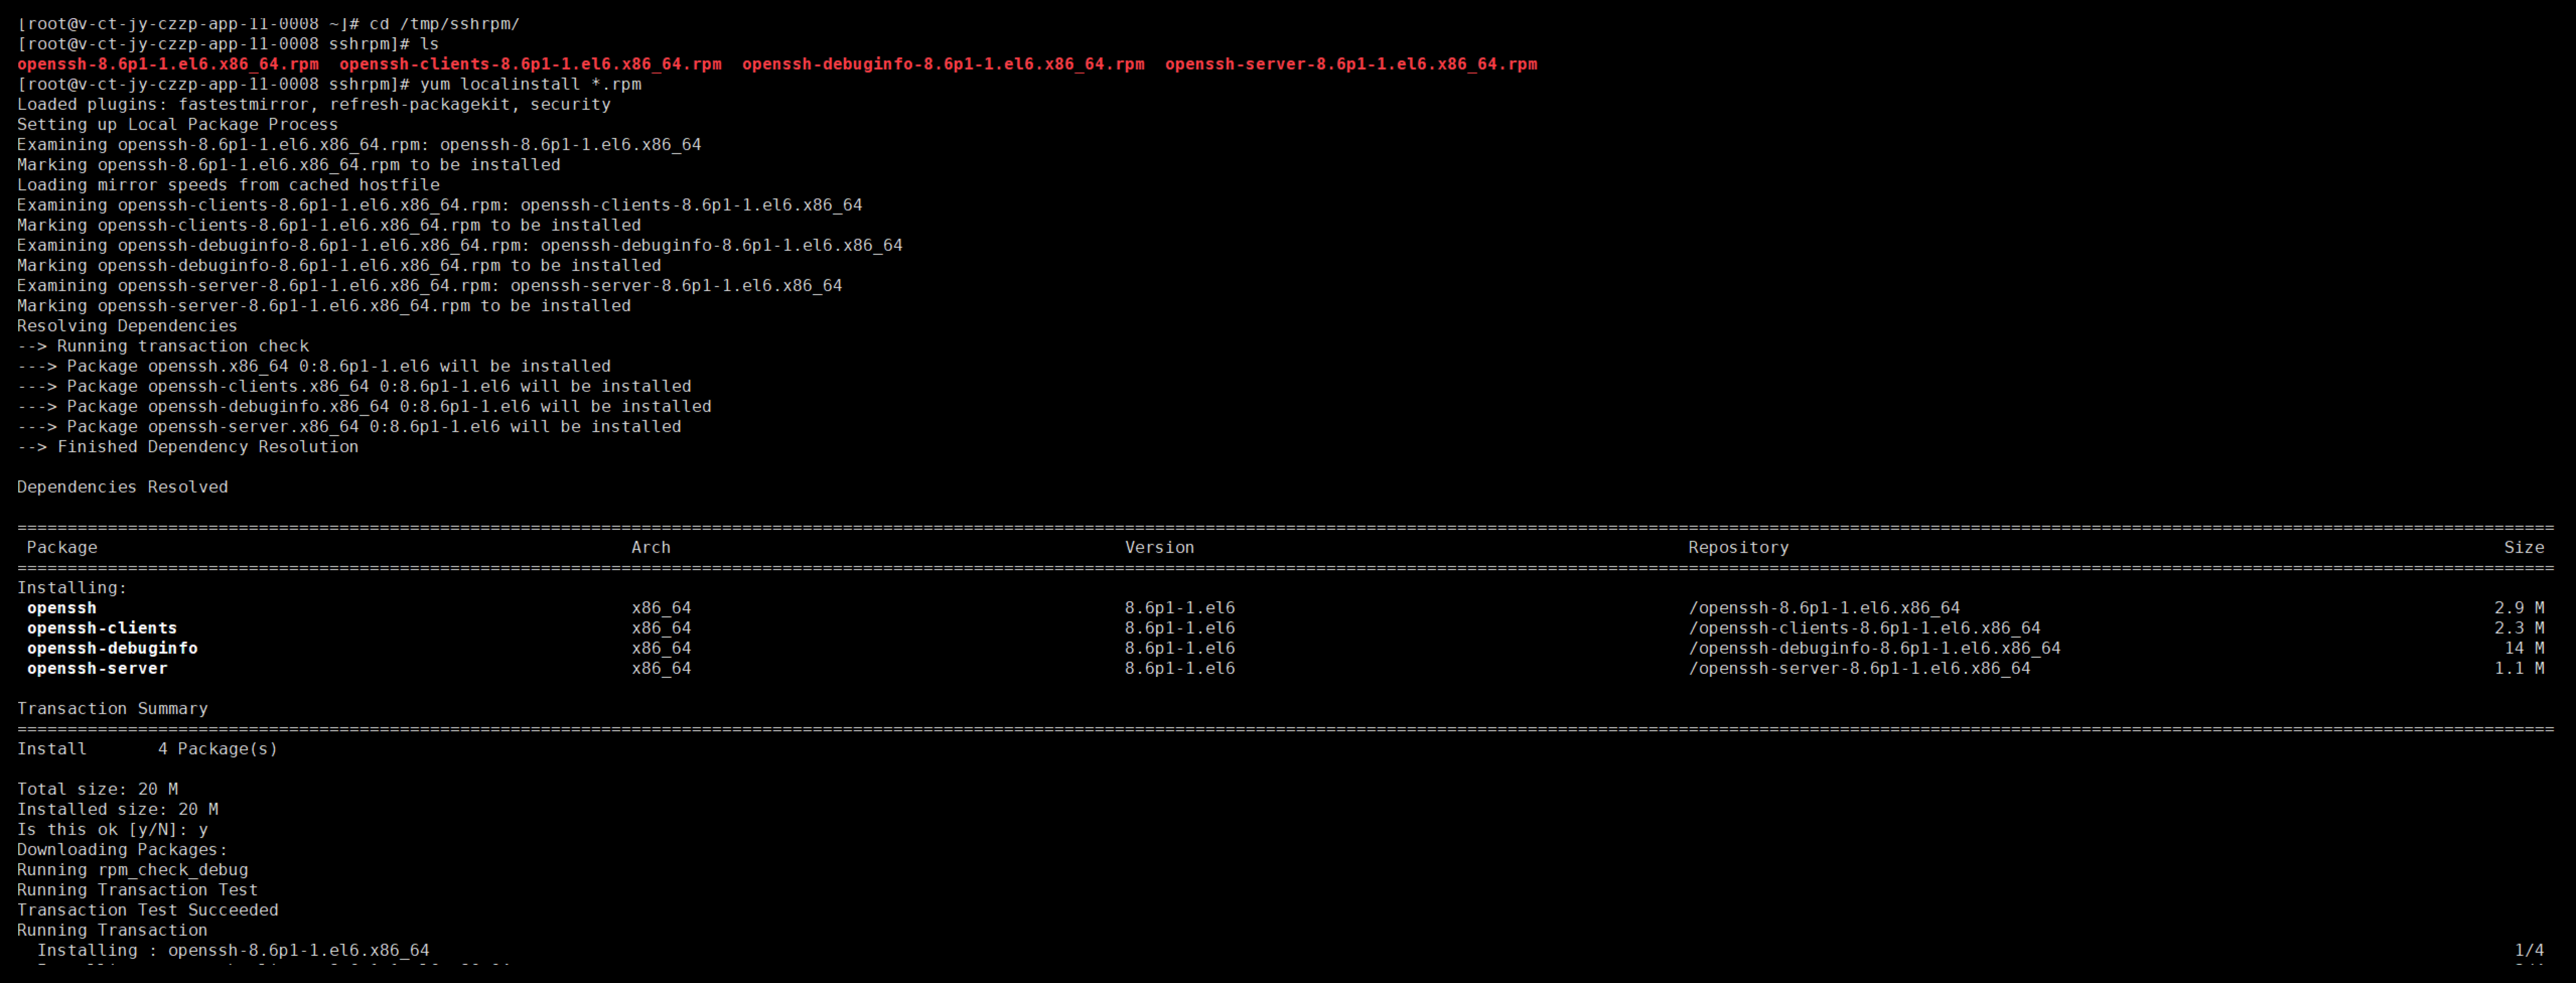 [root@v-ct-jy-czzp-app-11-0008 ~]# cd /tmp/sshrpm/
[root@v-ct-jy-czzp-app-11-0008 sshrpm]# ls
openssh-8.6p1-1.el6.x86_64.rpm  openssh-clients-8.6p1-1.el6.x86_64.rpm  openssh-debuginfo-8.6p1-1.el6.x86_64.rpm  openssh-server-8.6p1-1.el6.x86_64.rpm
[root@v-ct-jy-czzp-app-11-0008 sshrpm]# yum localinstall *.rpm
Loaded plugins: fastestmirror, refresh-packagekit, security
Setting up Local Package Process
Examining openssh-8.6p1-1.el6.x86_64.rpm: openssh-8.6p1-1.el6.x86_64
Marking openssh-8.6p1-1.el6.x86_64.rpm to be installed
Loading mirror speeds from cached hostfile
Examining openssh-clients-8.6p1-1.el6.x86_64.rpm: openssh-clients-8.6p1-1.el6.x86_64
Marking openssh-clients-8.6p1-1.el6.x86_64.rpm to be installed
Examining openssh-debuginfo-8.6p1-1.el6.x86_64.rpm: openssh-debuginfo-8.6p1-1.el6.x86_64
Marking openssh-debuginfo-8.6p1-1.el6.x86_64.rpm to be installed
Examining openssh-server-8.6p1-1.el6.x86_64.rpm: openssh-server-8.6p1-1.el6.x86_64
Marking openssh-server-8.6p1-1.el6.x86_64.rpm to be installed
Resolving Dependencies
--> Running transaction check
---> Package openssh.x86_64 0:8.6p1-1.el6 will be installed
---> Package openssh-clients.x86_64 0:8.6p1-1.el6 will be installed
---> Package openssh-debuginfo.x86_64 0:8.6p1-1.el6 will be installed
---> Package openssh-server.x86_64 0:8.6p1-1.el6 will be installed
--> Finished Dependency Resolution
Dependencies Resolved
Package  Arch  Version  Repository  Size
Installing:
openssh  x86_64  8.6p1-1.el6  /openssh-8.6p1-1.el6.x86_64  2.9 M
openssh-clients  x86_64  8.6p1-1.el6  /openssh-clients-8.6p1-1.el6.x86_64  2.3 M
openssh-debuginfo  x86_64  8.6p1-1.el6  /openssh-debuginfo-8.6p1-1.el6.x86_64  14 M
openssh-server  x86_64  8.6p1-1.el6  /openssh-server-8.6p1-1.el6.x86_64  1.1 M
Transaction Summary
Install  4 Package(s)
Total size: 20 M
Installed size: 20 M
Is this ok [y/N]: y
Downloading Packages:
Running rpm_check_debug
Running Transaction Test
Transaction Test Succeeded
Running Transaction
Installing : openssh-8.6p1-1.el6.x86_64  1/4